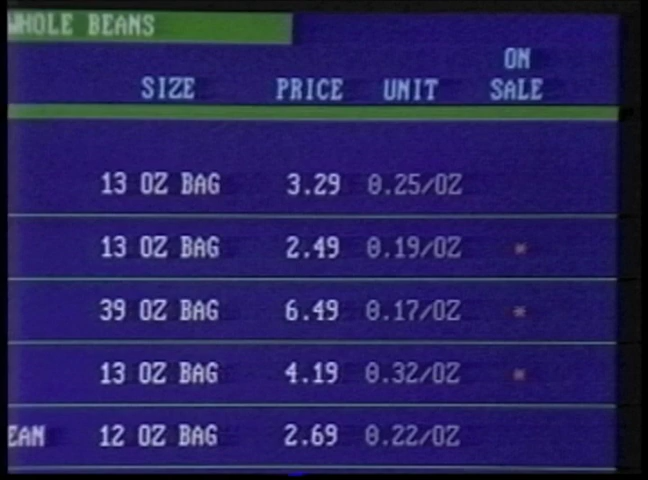 WHOLE BEANS
ON
SIZE PRICE UNIT SALE
13 OZ BAG 3.29 0.25/OZ
13 OZ BAG 2.49 0.19/OZ *
39 OZ BAG 6.49 0.17/OZ *
13 OZ BAG 4.19 0.32/OZ *
EAN 12 OZ BAG 2.69 0.22/OZ